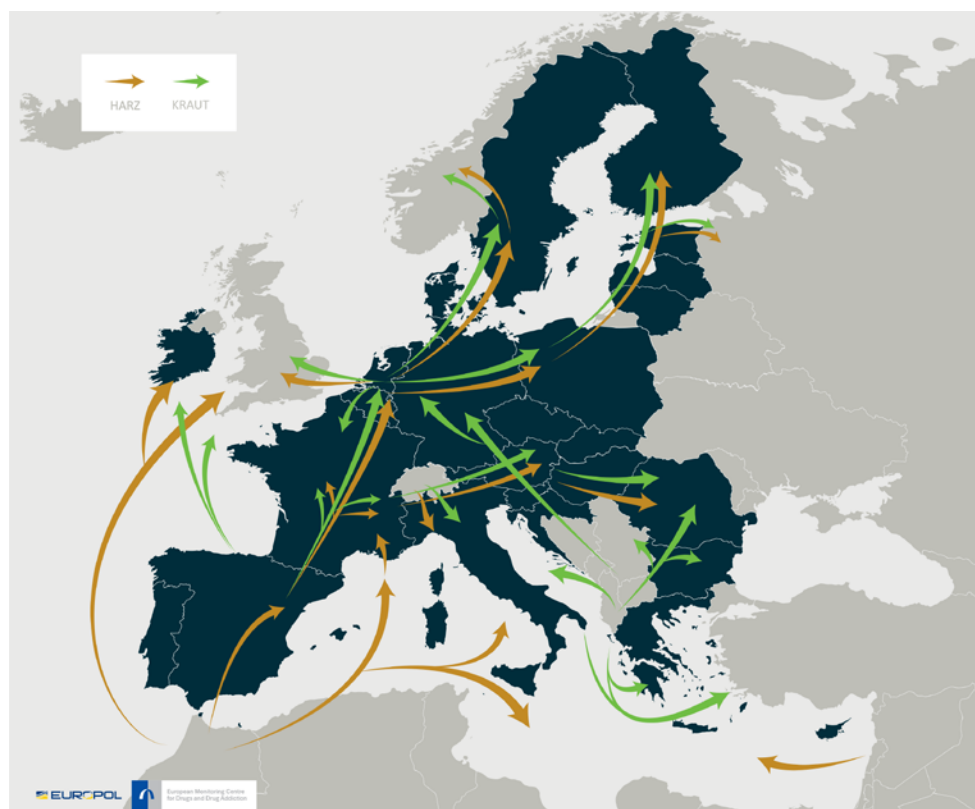 HARZ KRAUT
EUROPOL
European Monitoring Centre
for Drugs and Drug Addiction